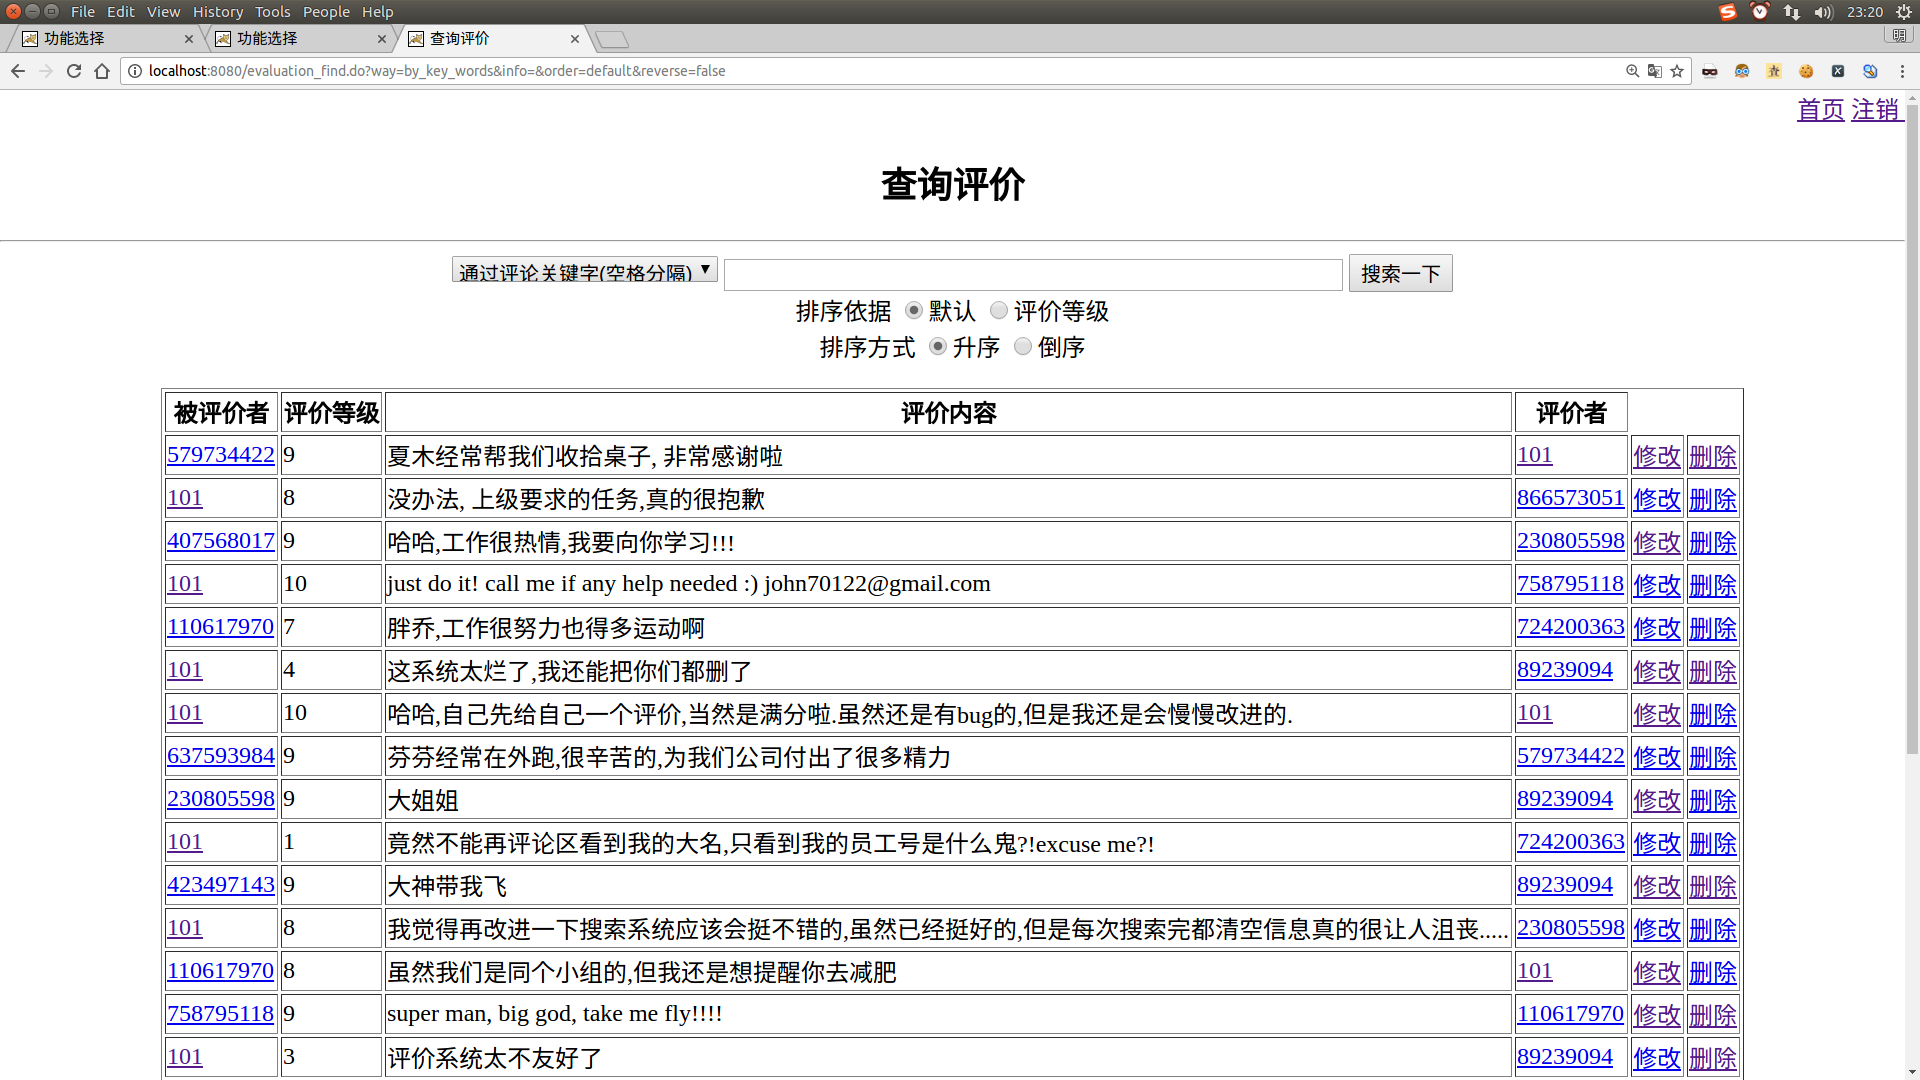 File Edit View History Tools People Help
23:20
功能选择
功能选择
查询评价
localhost:8080/evaluation_find.do?way=by_key_words&info=&order=default&reverse=false
首页 注销
查询评价
通过评论关键字(空格分隔) 搜索一下
排序依据 默认 评价等级
排序方式 升序 倒序
被评价者 评价等级 评价内容 评价者
579734422 9 夏木经常帮我们收拾桌子, 非常感谢啦 101 修改 删除
101 8 没办法, 上级要求的任务,真的很抱歉 866573051 修改 删除
407568017 9 哈哈,工作很热情,我要向你学习!!! 230805598 修改 删除
101 10 just do it! call me if any help needed :) john70122@gmail.com 758795118 修改 删除
110617970 7 胖乔,工作很努力也得多运动啊 724200363 修改 删除
101 4 这系统太烂了,我还能把你们都删了 89239094 修改 删除
101 10 哈哈,自己先给自己一个评价,当然是满分啦.虽然还是有bug的,但是我还是会慢慢改进的. 101 修改 删除
637593984 9 芬芬经常在外跑,很辛苦的,为我们公司付出了很多精力 579734422 修改 删除
230805598 9 大姐姐 89239094 修改 删除
101 1 竟然不能再评论区看到我的大名,只看到我的员工号是什么鬼?!excuse me?! 724200363 修改 删除
423497143 9 大神带我飞 89239094 修改 删除
101 8 我觉得再改进一下搜索系统应该会挺不错的,虽然已经挺好的,但是每次搜索完都清空信息真的很让人沮丧..... 230805598 修改 删除
110617970 8 虽然我们是同个小组的,但我还是想提醒你去减肥 101 修改 删除
758795118 9 super man, big god, take me fly!!!! 110617970 修改 删除
101 3 评价系统太不友好了 89239094 修改 删除